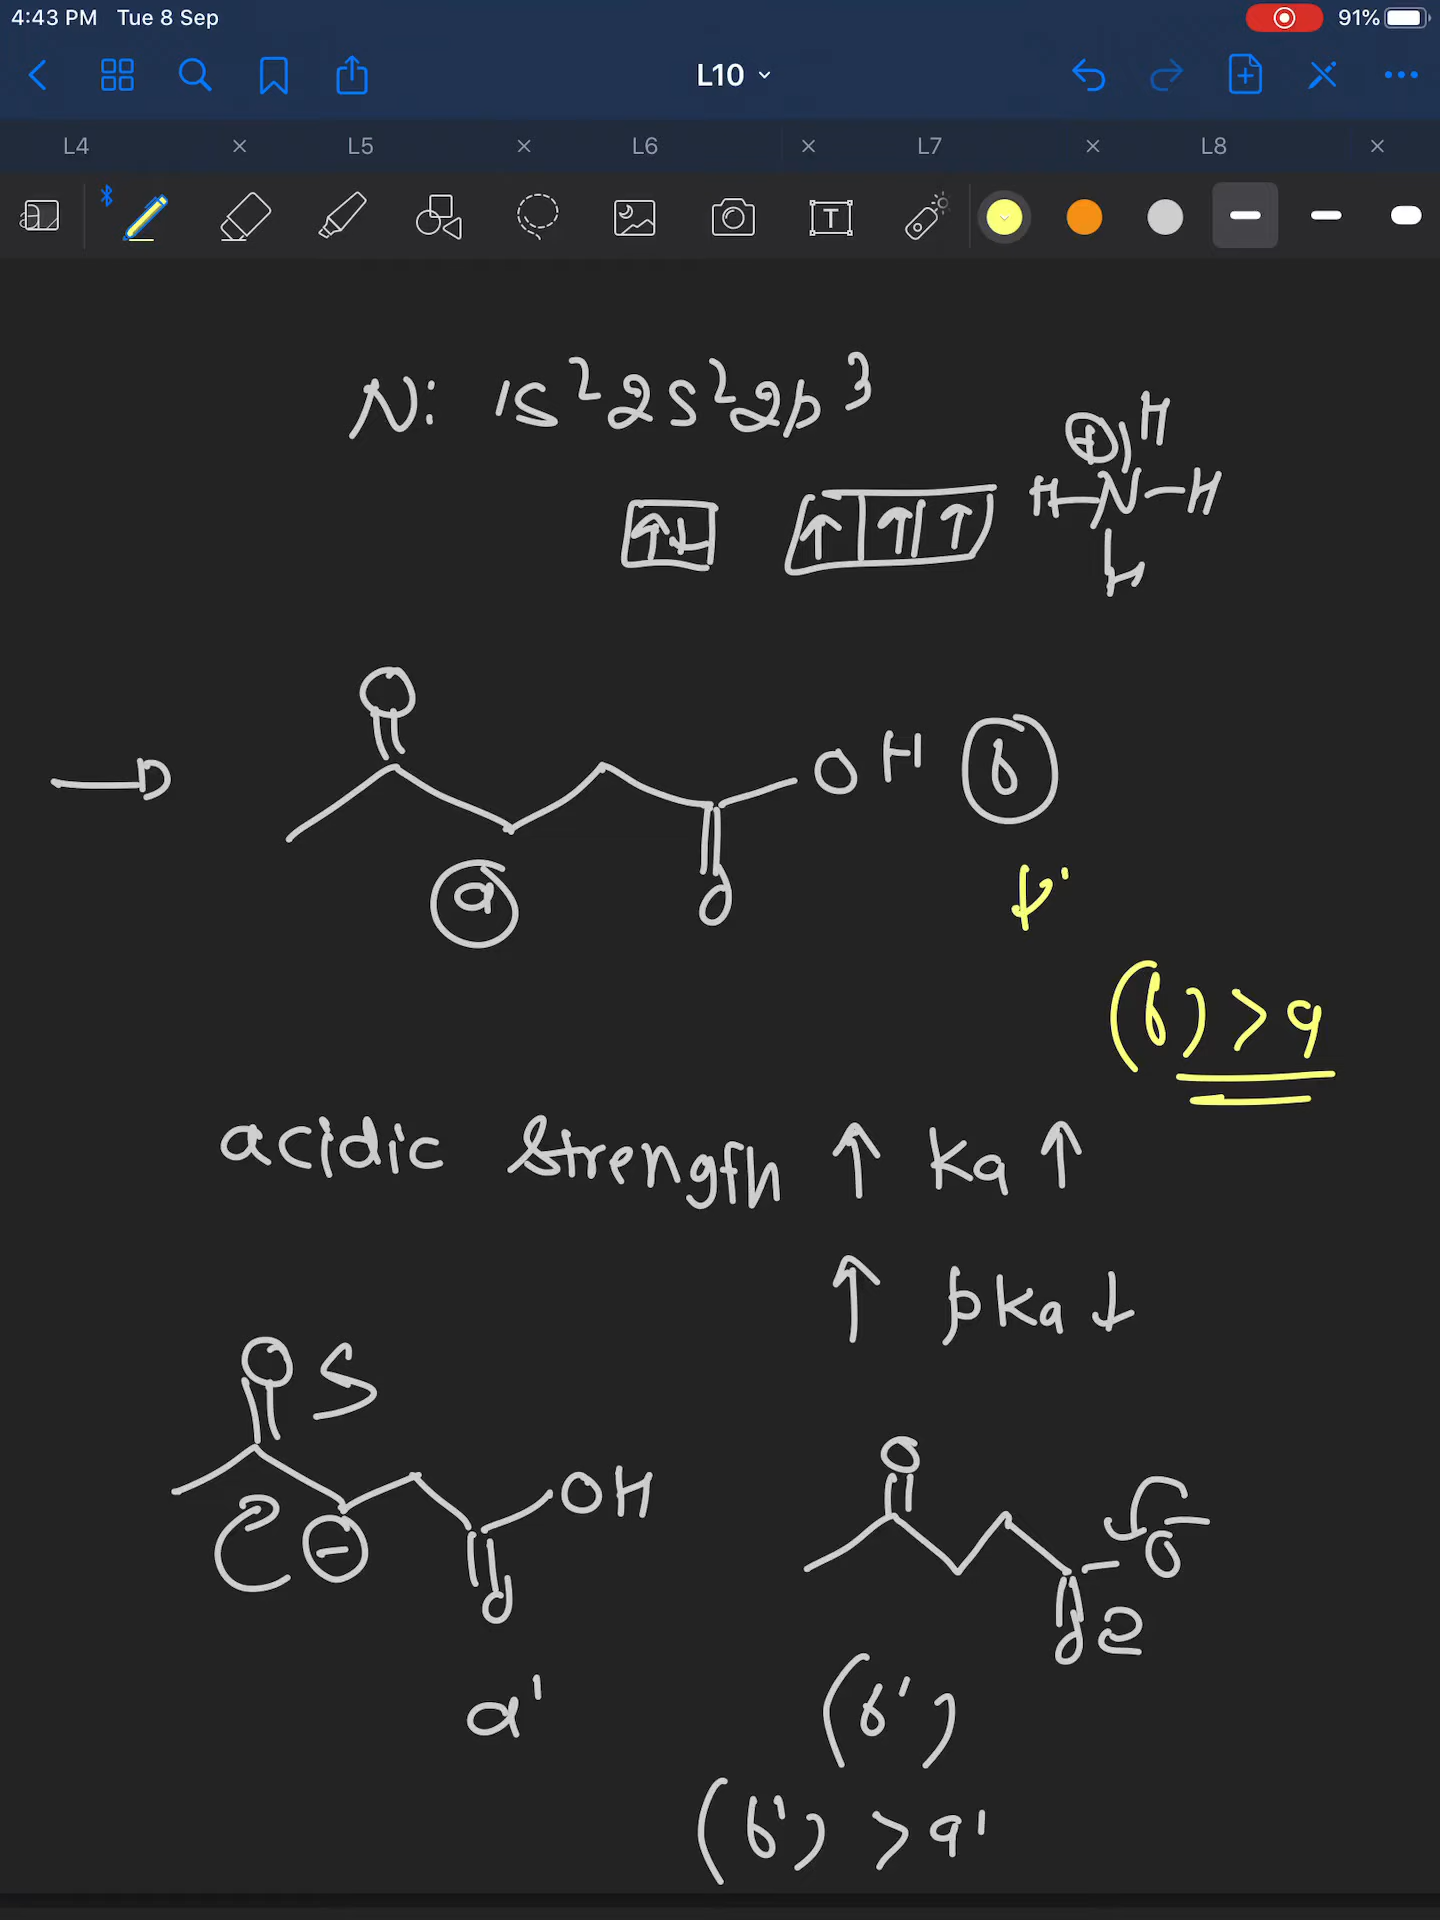 4:43 PM Tue 8 Sep 91%
L10
L4 × L5 × L6 × L7 × L8 ×
a T
N: 1s²2s²2p³
⊕ H
H-N-H
H
O
OH (b)
(a) O
(b) > a
acidic strength ↑ ka ↑
↑ pka ↓
O
OH
⊖ O
O
O
O
a'
(b')
(b') > a'